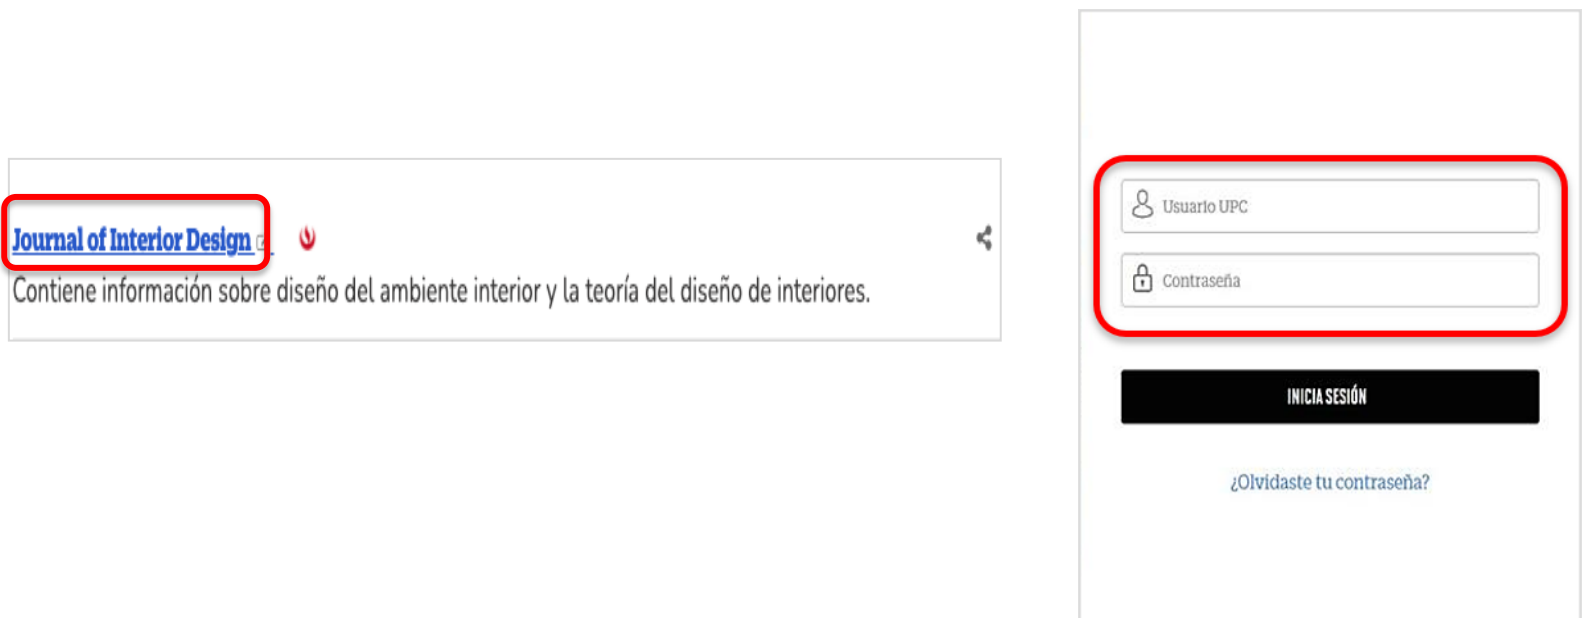 Journal of Interior Design
Contiene información sobre diseño del ambiente interior y la teoría del diseño de interiores.
Usuario UPC
Contraseña
INICIA SESIÓN
¿Olvidaste tu contraseña?